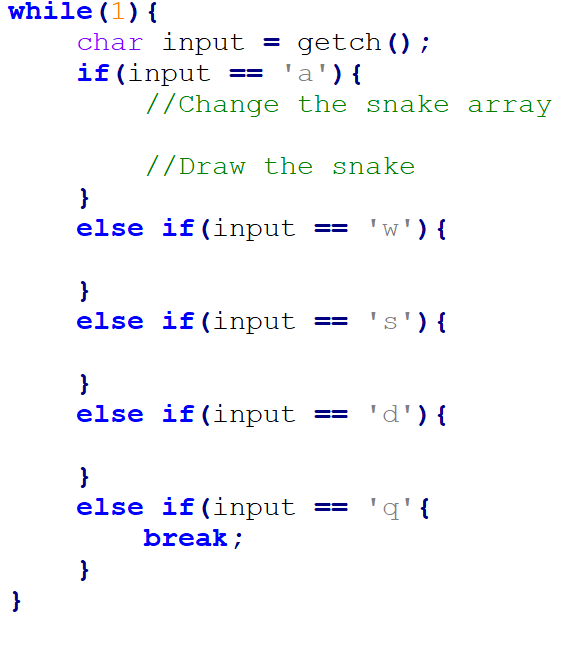 while(1){
    char input = getch();
    if(input == 'a'){
        //Change the snake array

        //Draw the snake
    }
    else if(input == 'w'){

    }
    else if(input == 's'){

    }
    else if(input == 'd'){

    }
    else if(input == 'q'{
        break;
    }
}